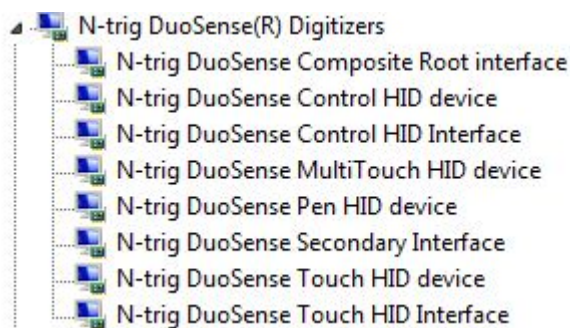 N-trig DuoSense(R) Digitizers
N-trig DuoSense Composite Root interface
N-trig DuoSense Control HID device
N-trig DuoSense Control HID Interface
N-trig DuoSense MultiTouch HID device
N-trig DuoSense Pen HID device
N-trig DuoSense Secondary Interface
N-trig DuoSense Touch HID device
N-trig DuoSense Touch HID Interface